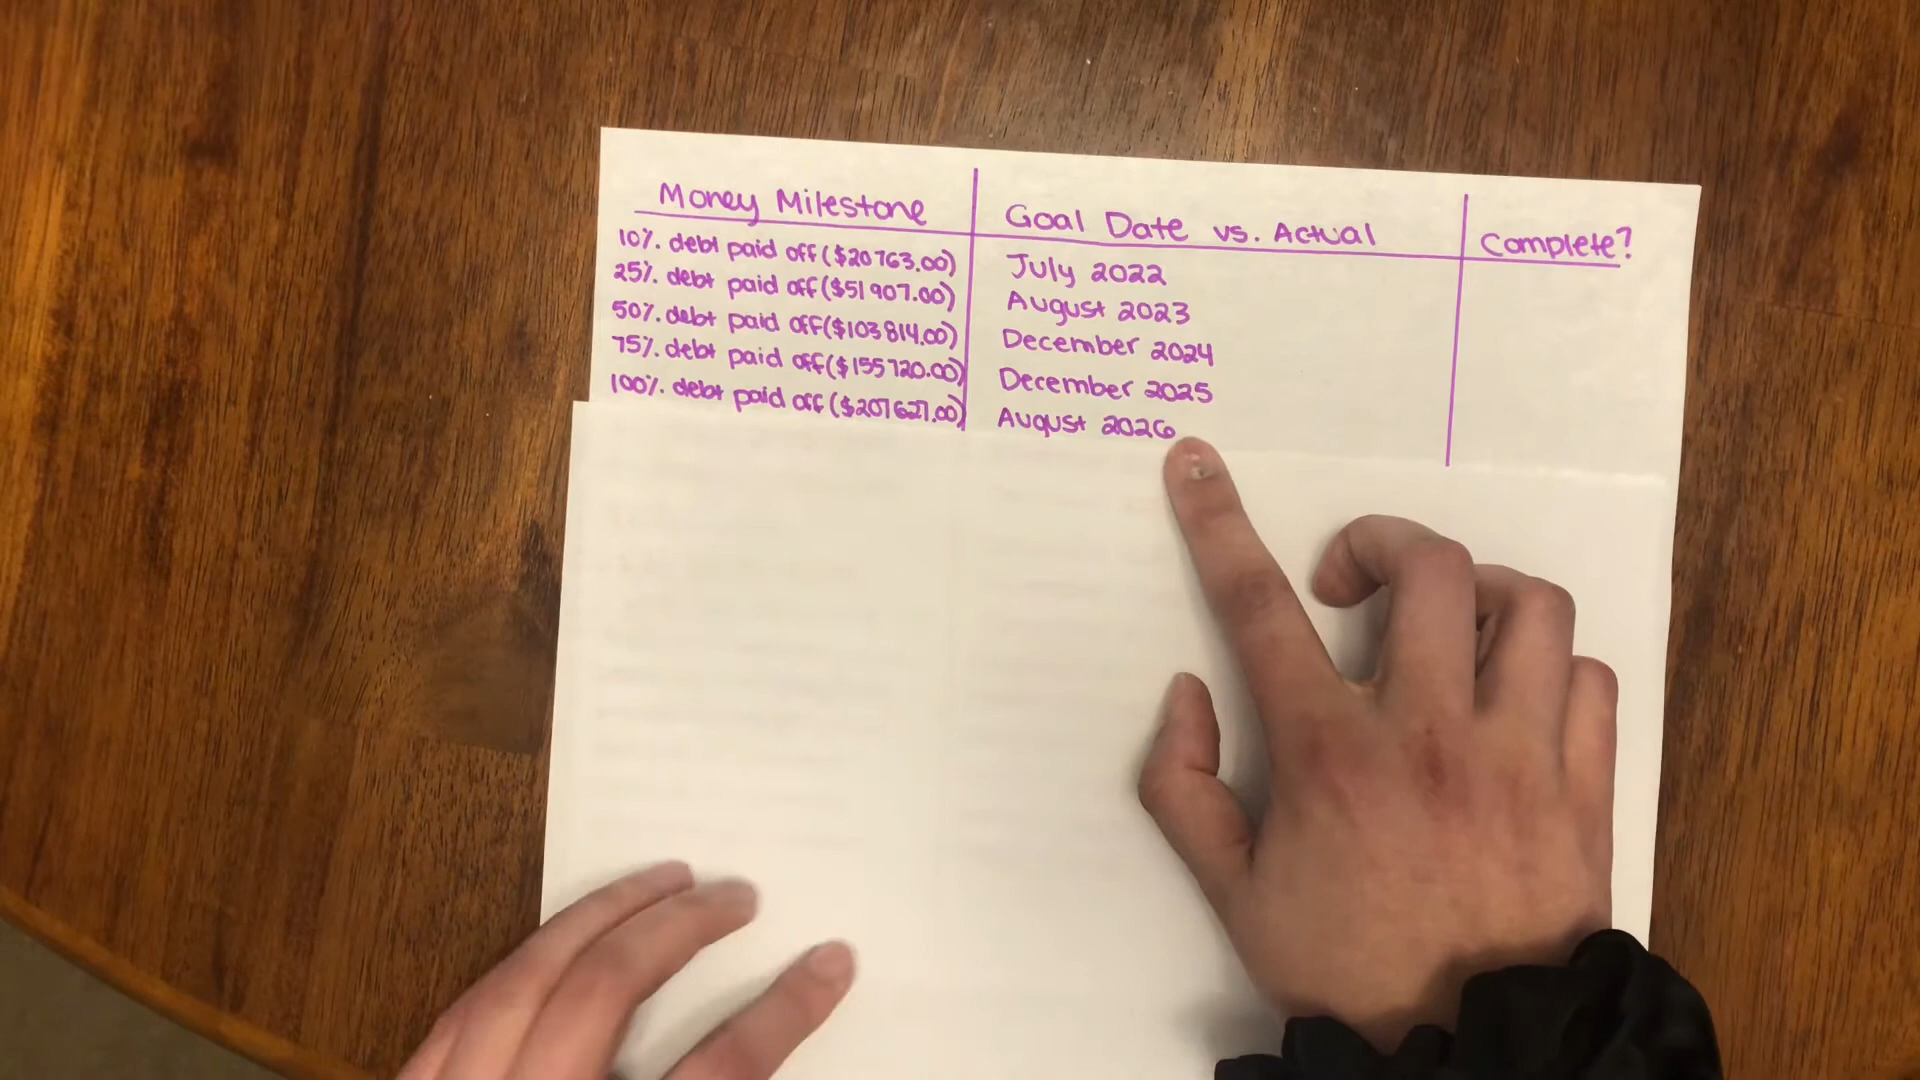 Money Milestone Goal Date vs. Actual Complete?
10%. debt paid off ($20763.00) July 2022
25%. debt paid off ($51907.00) August 2023
50%. debt paid off ($103814.00) December 2024
75%. debt paid off ($155720.00) December 2025
100%. debt paid off ($207627.00) August 2026